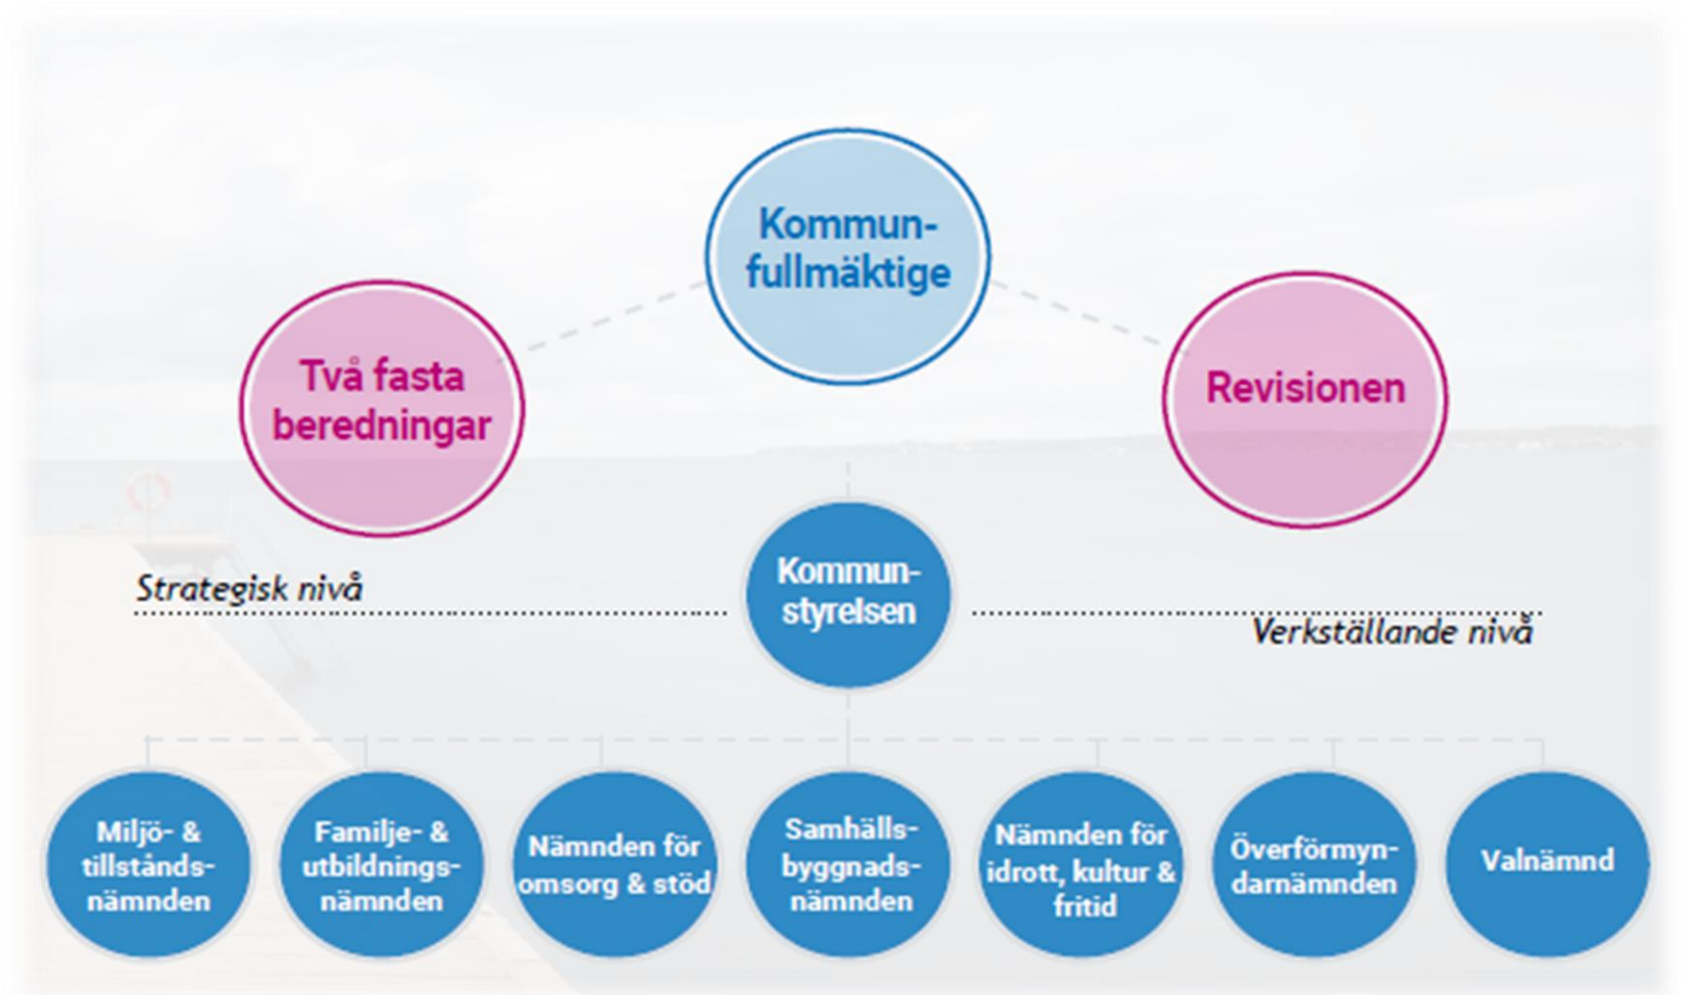 Kommun-
fullmäktige
Två fasta
beredningar
Revisionen
Kommun-
styrelsen
Strategisk nivå
Verkställande nivå
Miljö- &
tillstånds-
nämnden
Familje- &
utbildnings-
nämnden
Nämnden för
omsorg & stöd
Samhälls-
byggnads-
nämnden
Nämnden för
idrott, kultur &
fritid
Överförmyn-
darnämnden
Valnämnd